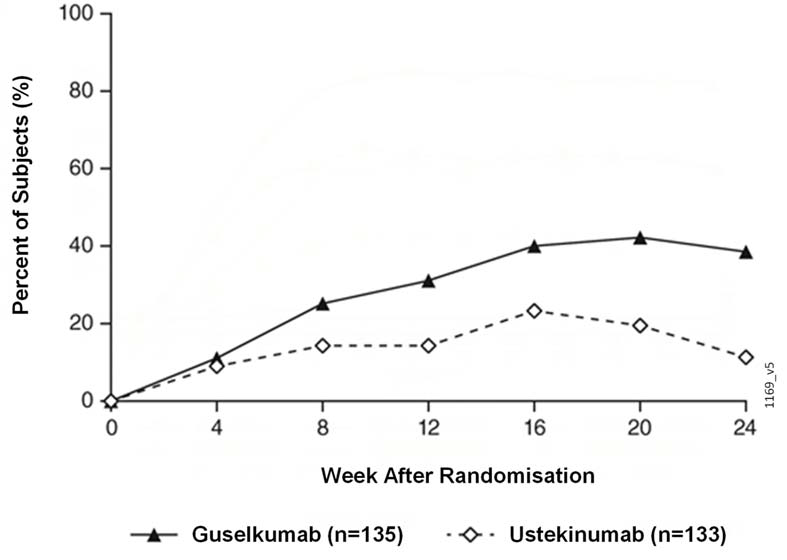 100
80
60
40
20
0
Percent of Subjects (%)
0 4 8 12 16 20 24
1169_v5
Week After Randomisation
Guselkumab (n=135) Ustekinumab (n=133)